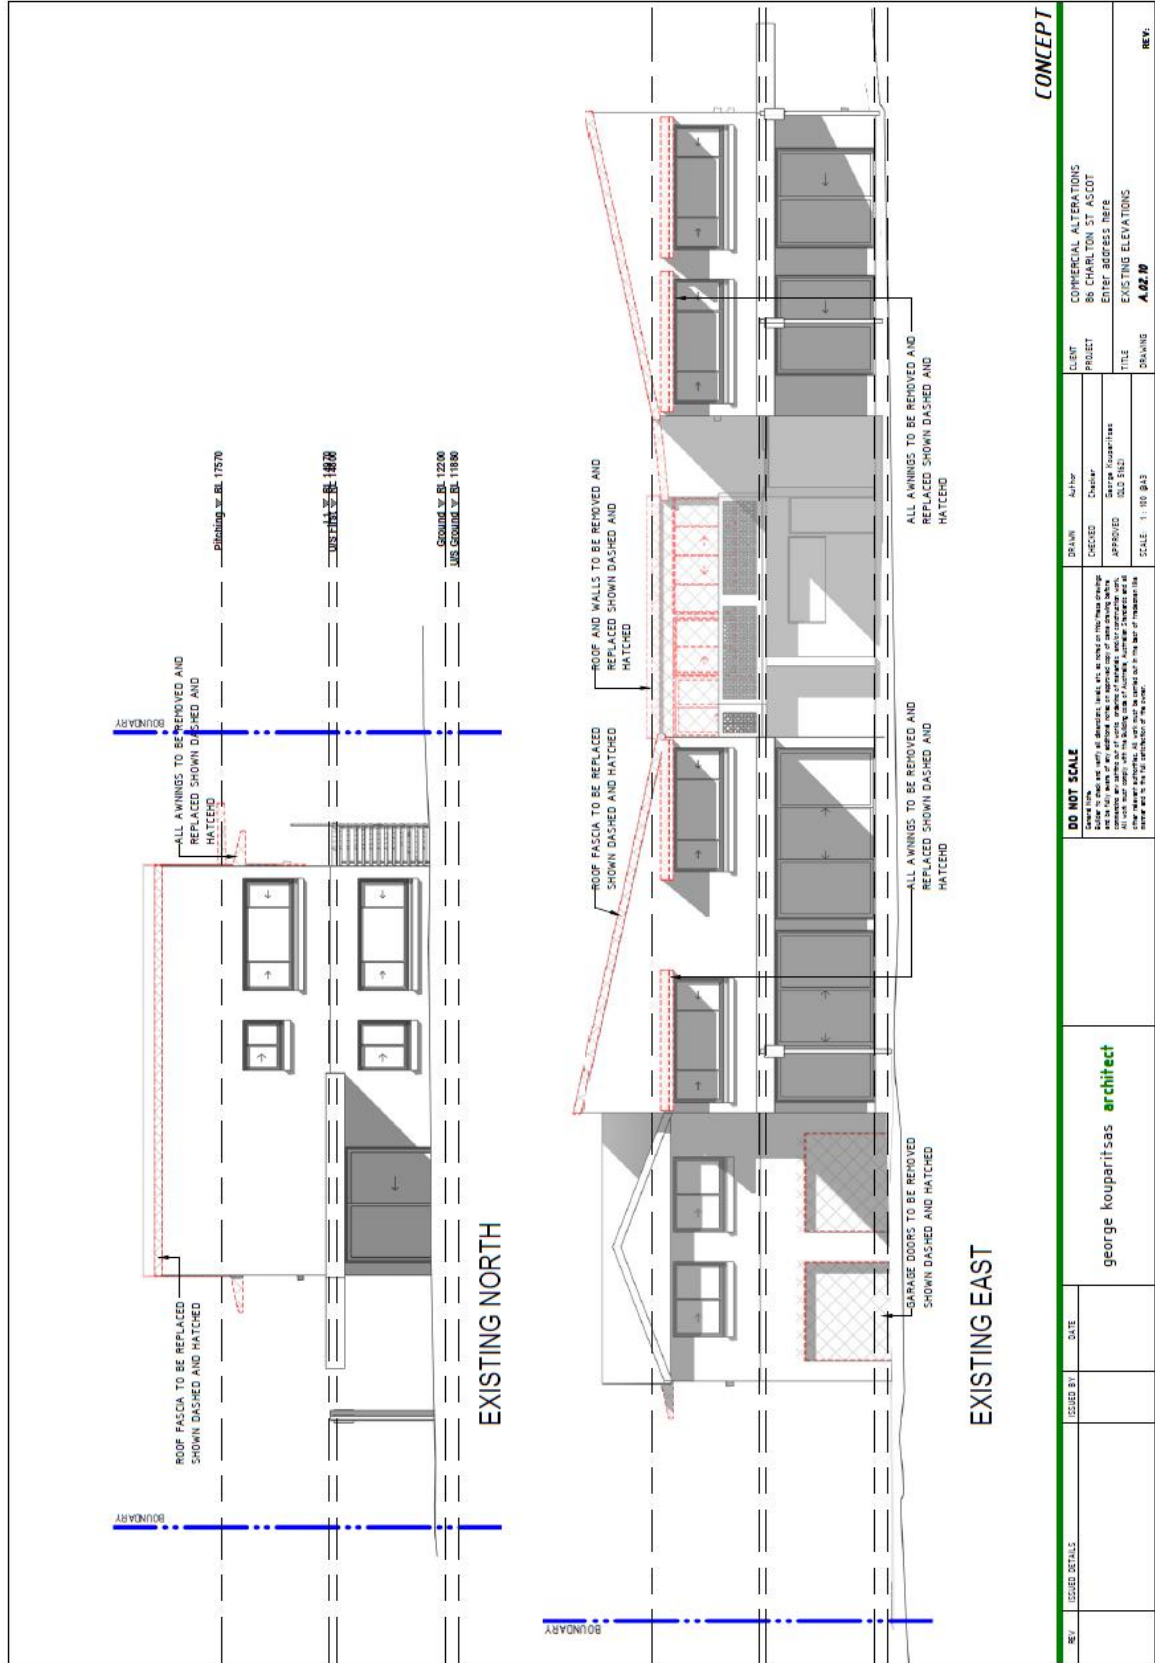 ROOF FASCIA TO BE REPLACED
SHOWN DASHED AND HATCHED
ALL AWNINGS TO BE REMOVED AND
REPLACED SHOWN DASHED AND
HATCEHD
BOUNDARY
BOUNDARY
Pitching RL 17570
Ground RL 12200
U/S Ground RL 11880
EXISTING NORTH
BOUNDARY
ROOF FASCIA TO BE REPLACED
SHOWN DASHED AND HATCHED
ROOF AND WALLS TO BE REMOVED AND
REPLACED SHOWN DASHED AND
HATCHED
GARAGE DOORS TO BE REMOVED
SHOWN DASHED AND HATCHED
ALL AWNINGS TO BE REMOVED AND
REPLACED SHOWN DASHED AND
HATCEHD
ALL AWNINGS TO BE REMOVED AND
REPLACED SHOWN DASHED AND
HATCEHD
EXISTING EAST
CONCEPT
REV
ISSUED DETAILS
ISSUED BY
DATE
george kouparitsas architect
DO NOT SCALE
General Note
DRAWN Author
CHECKED Checker
APPROVED George Kouparitsas
SCALE 1 : 100 @A3
CLIENT COMMERCIAL ALTERATIONS
PROJECT 86 CHARLTON ST ASCOT
Enter address here
TITLE EXISTING ELEVATIONS
DRAWING A.02.10
REV: